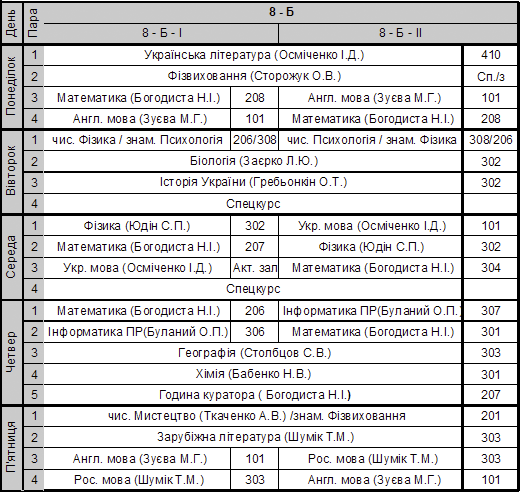 День Пара 8 - Б
8 - Б - I 8 - Б - II
Понеділок
1 Українська література (Осміченко І.Д.) 410
2 Фізвиховання (Сторожук О.В.) Сп./з
3 Математика (Богодиста Н.І.) 208 Англ. мова (Зуєва М.Г.) 101
4 Англ. мова (Зуєва М.Г.) 101 Математика (Богодиста Н.І.) 208
Вівторок
1 чис. Фізика / знам. Психологія 206/308 чис. Психологія / знам. Фізика 308/206
2 Біологія (Заєрко Л.Ю.) 302
3 Історія України (Гребьонкін О.Т.) 302
4 Спецкурс
Середа
1 Фізика (Юдін С.П.) 302 Укр. мова (Осміченко І.Д.) 101
2 Математика (Богодиста Н.І.) 207 Фізика (Юдін С.П.) 302
3 Укр. мова (Осміченко І.Д.) Акт. зал Математика (Богодиста Н.І.) 304
4 Спецкурс
Четвер
1 Математика (Богодиста Н.І.) 206 Інформатика ПР(Буланий О.П.) 307
2 Інформатика ПР(Буланий О.П.) 306 Математика (Богодиста Н.І.) 301
3 Географія (Столбцов С.В.) 303
4 Хімія (Бабенко Н.В.) 301
5 Година куратора ( Богодиста Н.І.) 207
П'ятниця
1 чис. Мистецтво (Ткаченко А.В.) /знам. Фізвиховання 201
2 Зарубіжна література (Шумік Т.М.) 303
3 Англ. мова (Зуєва М.Г.) 101 Рос. мова (Шумік Т.М.) 303
4 Рос. мова (Шумік Т.М.) 303 Англ. мова (Зуєва М.Г.) 101